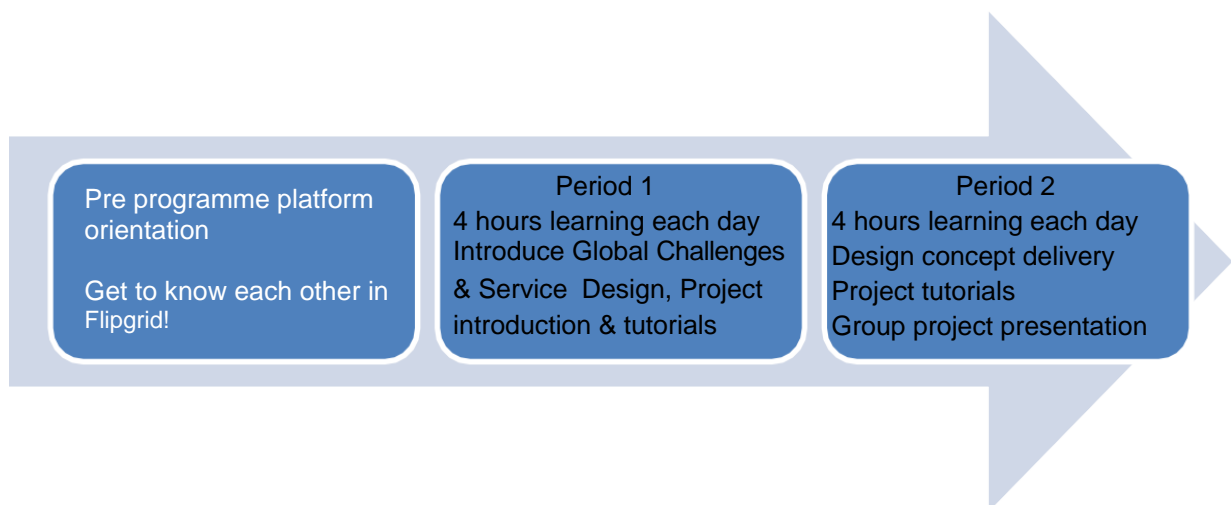 Pre programme platform
orientation
Get to know each other in
Flipgrid!
Period 1
4 hours learning each day
Introduce Global Challenges
& Service Design, Project
introduction & tutorials
Period 2
4 hours learning each day
Design concept delivery
Project tutorials
Group project presentation